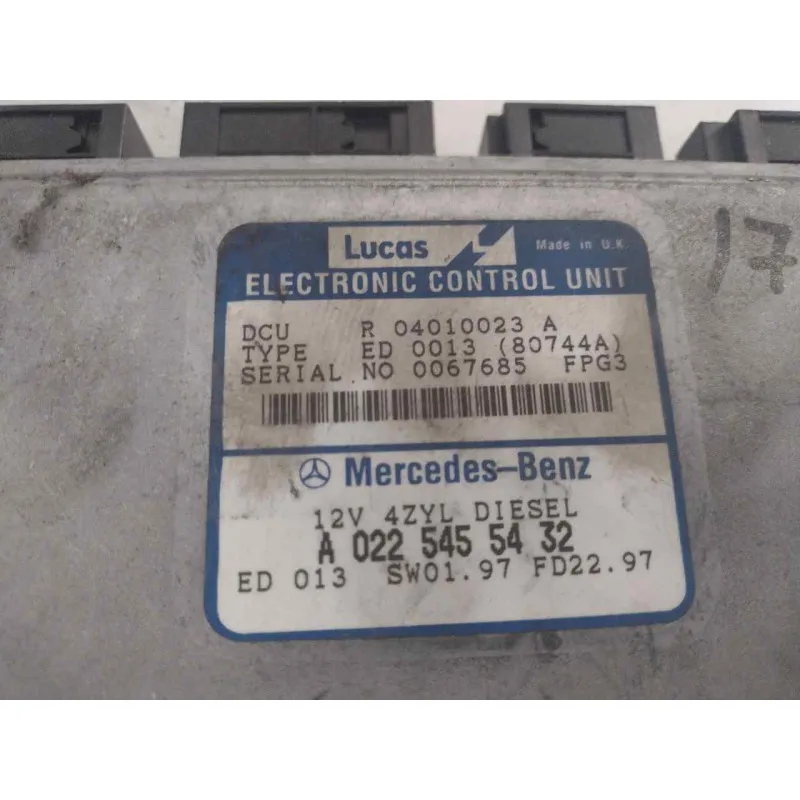 Lucas Made in U.K.
ELECTRONIC CONTROL UNIT
DCU R 04010023 A
TYPE ED 0013 (80744A)
SERIAL NO 0067685 FPG3
Mercedes-Benz
12V 4ZYL DIESEL
A 022 545 54 32
ED 013 SW01.97 FD22.97
17